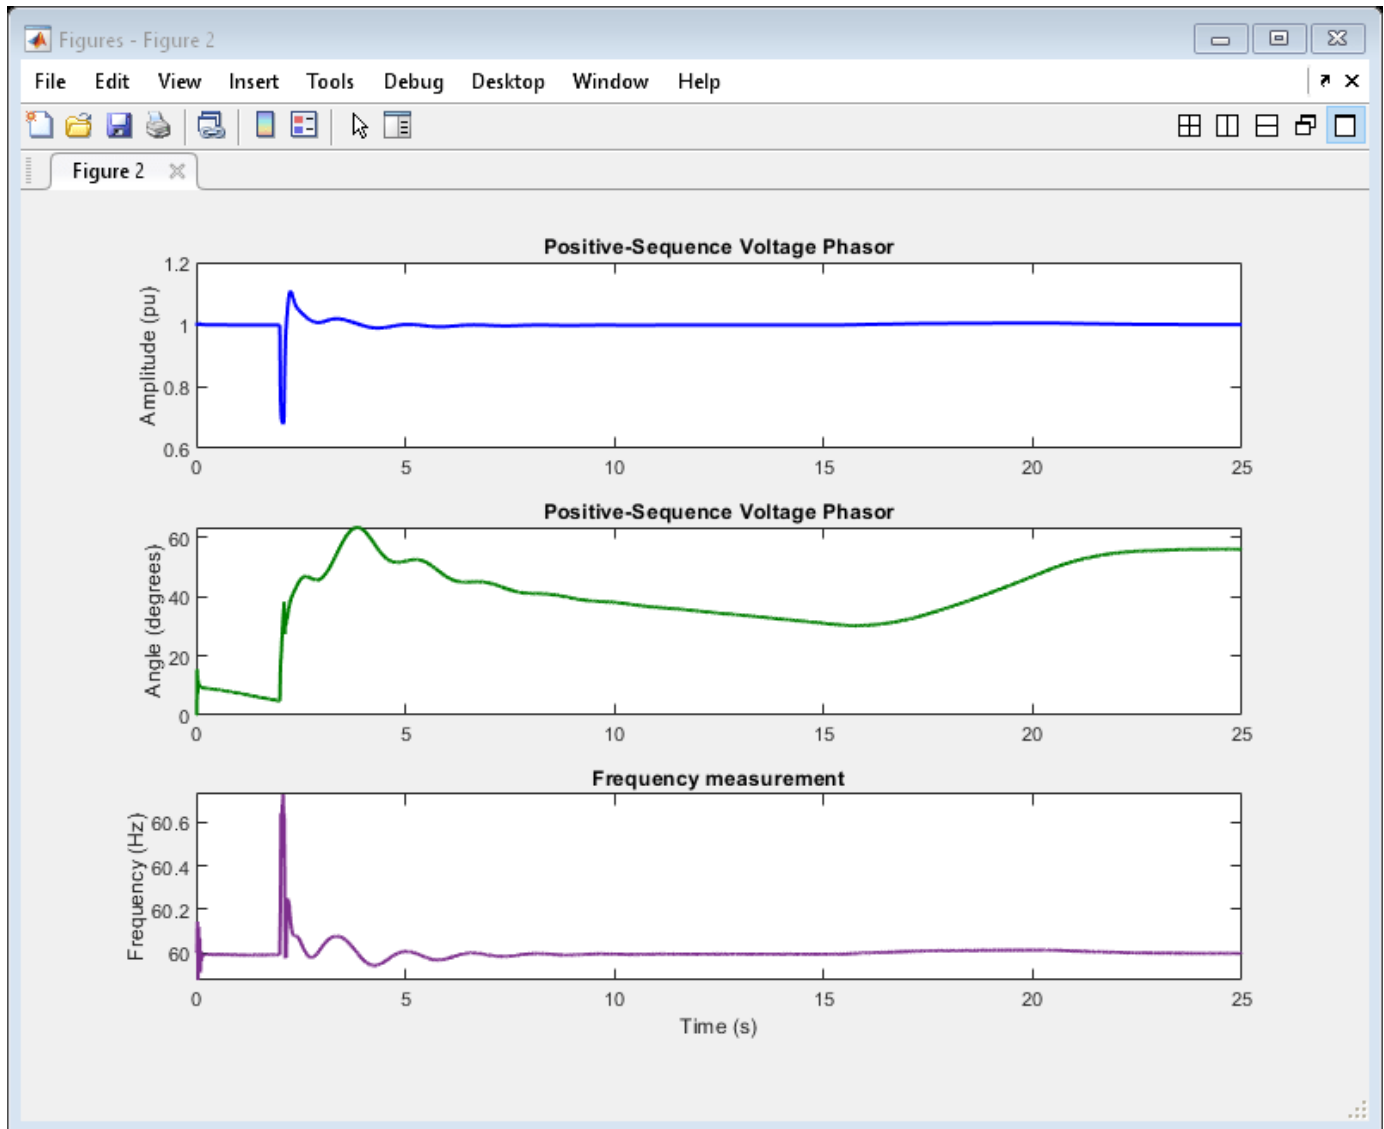 Figures - Figure 2
File Edit View Insert Tools Debug Desktop Window Help
Figure 2
Positive-Sequence Voltage Phasor
Amplitude (pu)
1.2
1
0.8
0.6
0 5 10 15 20 25
Positive-Sequence Voltage Phasor
Angle (degrees)
60
40
20
0
0 5 10 15 20 25
Frequency measurement
Frequency (Hz)
60.6
60.4
60.2
60
0 5 10 15 20 25
Time (s)